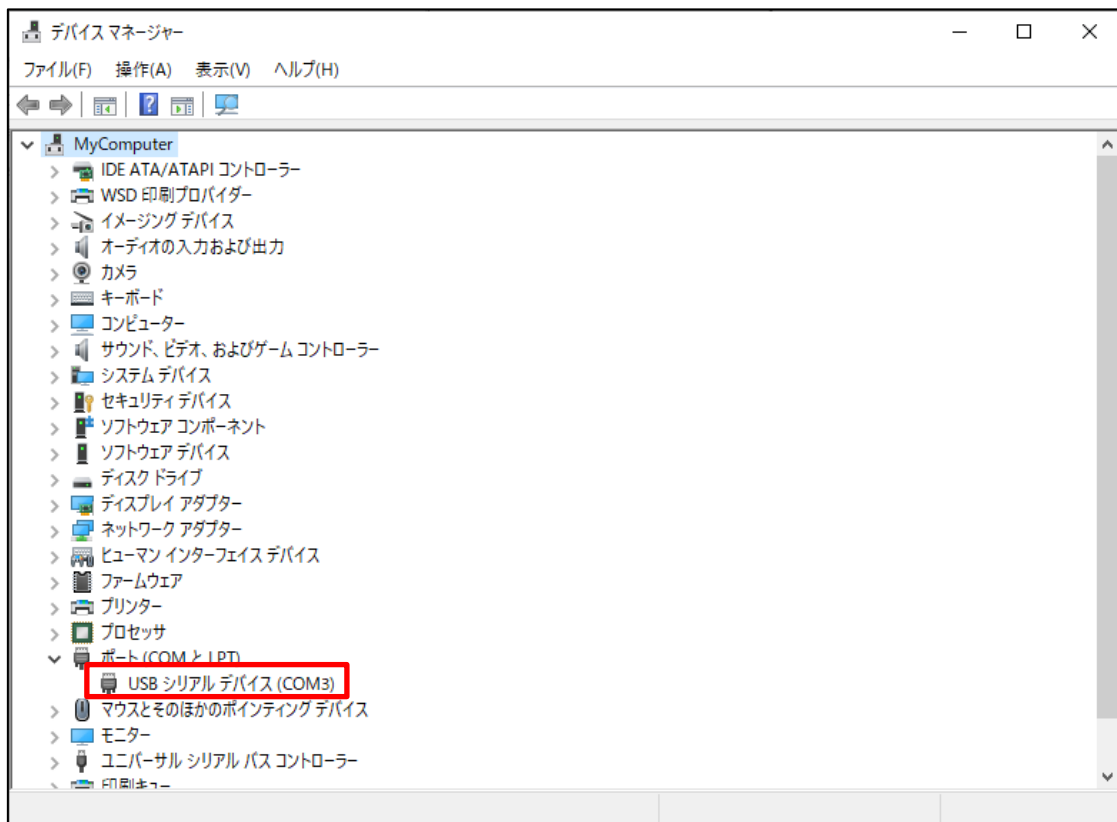 デバイス マネージャー
ファイル(F) 操作(A) 表示(V) ヘルプ(H)
MyComputer
IDE ATA/ATAPI コントローラー
WSD 印刷プロバイダー
イメージング デバイス
オーディオの入力および出力
カメラ
キーボード
コンピューター
サウンド、ビデオ、およびゲーム コントローラー
システム デバイス
セキュリティ デバイス
ソフトウェア コンポーネント
ソフトウェア デバイス
ディスク ドライブ
ディスプレイ アダプター
ネットワーク アダプター
ヒューマン インターフェイス デバイス
ファームウェア
プリンター
プロセッサ
ポート (COM と LPT)
USB シリアル デバイス (COM3)
マウスとそのほかのポインティング デバイス
モニター
ユニバーサル シリアル バス コントローラー
印刷キュー